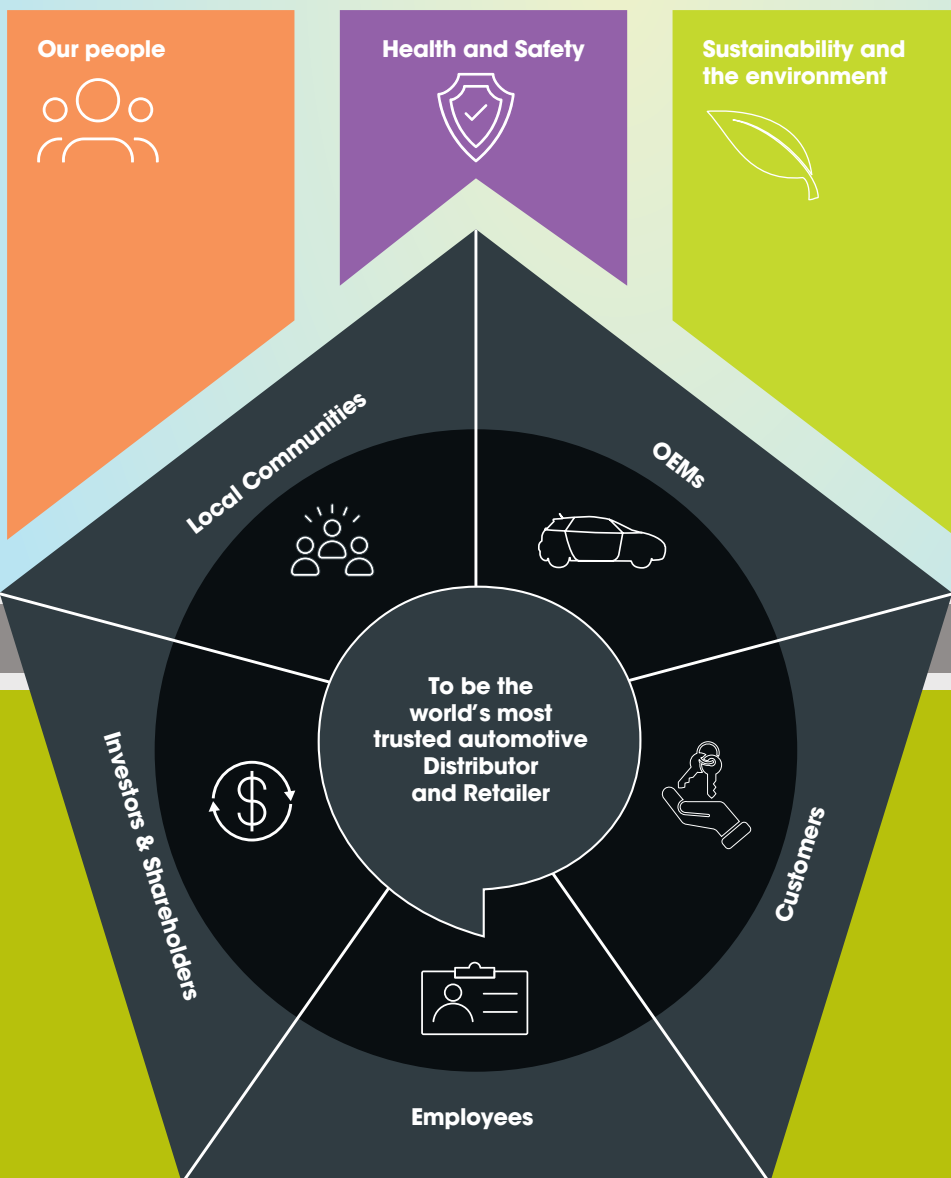 Our people
Health and Safety
Sustainability and
the environment
Local Communities
OEMs
To be the
world's most
trusted automotive
Distributor
and Retailer
Investors & Shareholders
Customers
Employees